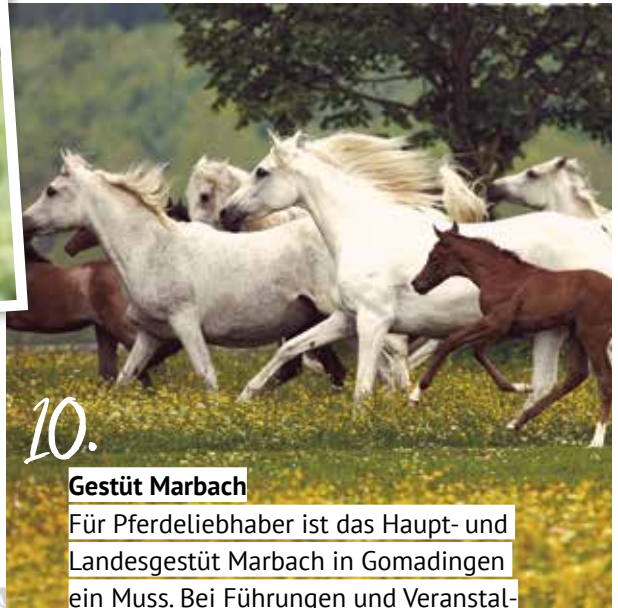 10.
Gestüt Marbach
Für Pferdeliebhaber ist das Haupt- und
Landesgestüt Marbach in Gomadingen
ein Muss. Bei Führungen und Veranstal-